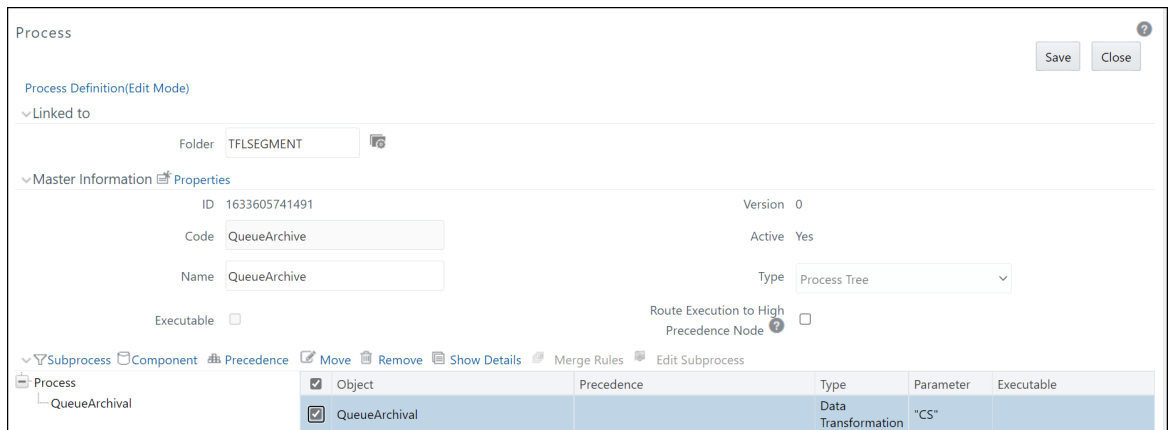 Process
?
Save Close
Process Definition(Edit Mode)
Linked to
Folder TFLSEGMENT
Master Information Properties
ID 1633605741491 Version 0
Code QueueArchive Active Yes
Name QueueArchive Type Process Tree
Executable Route Execution to High
Precedence Node ?
Subprocess Component Precedence Move Remove Show Details Merge Rules Edit Subprocess
Process Object Precedence Type Parameter Executable
QueueArchival QueueArchival Data "CS"
Transformation